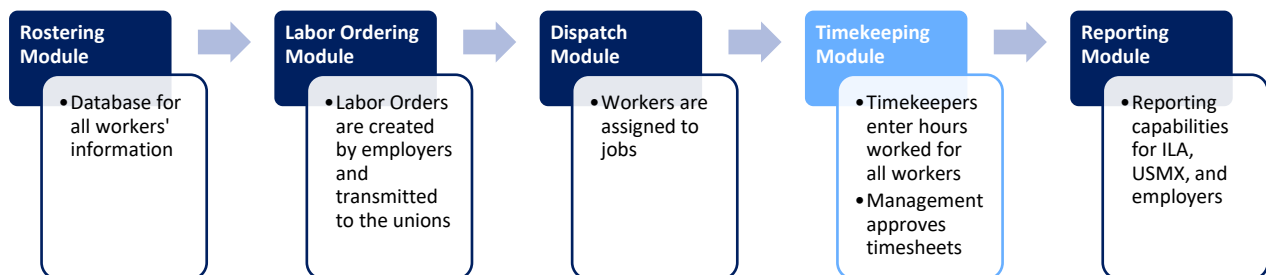 Rostering
Module
•Database for
all workers'
information
Labor Ordering
Module
•Labor Orders
are created
by employers
and
transmitted
to the unions
Dispatch
Module
•Workers are
assigned to
jobs
Timekeeping
Module
•Timekeepers
enter hours
worked for
all workers
•Management
approves
timesheets
Reporting
Module
•Reporting
capabilities
for ILA,
USMX, and
employers